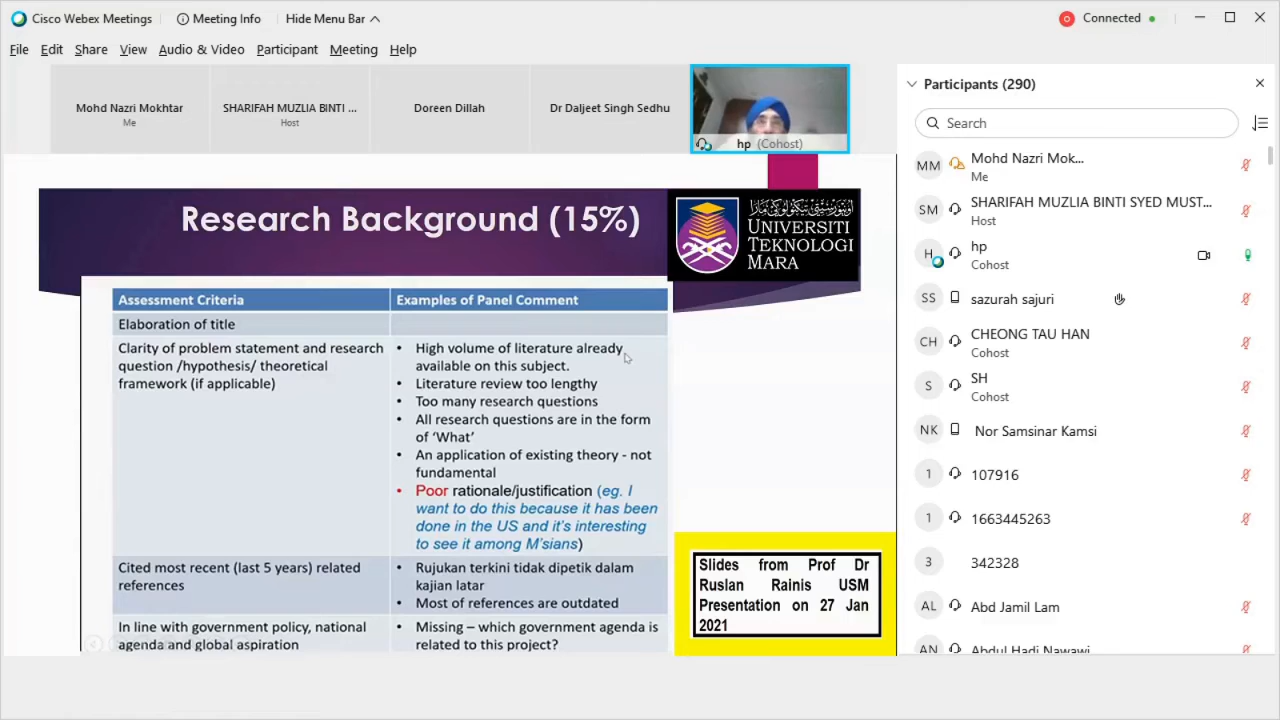 Cisco Webex Meetings
Meeting Info
Hide Menu Bar
Connected
File Edit Share View Audio & Video Participant Meeting Help
Mohd Nazri Mokhtar
Me
SHARIFAH MUZLIA BINTI ...
Host
Doreen Dillah
Dr Daljeet Singh Sedhu
hp (Cohost)
Research Background (15%)
اونيۏرسيتي تيكنولوݢي مارا
UNIVERSITI
TEKNOLOGI
MARA
Assessment Criteria
Examples of Panel Comment
Elaboration of title
Clarity of problem statement and research
question /hypothesis/ theoretical
framework (if applicable)
• High volume of literature already
available on this subject.
• Literature review too lengthy
• Too many research questions
• All research questions are in the form
of ‘What’
• An application of existing theory - not
fundamental
• Poor rationale/justification (eg. I
want to do this because it has been
done in the US and it’s interesting
to see it among M’sians)
Cited most recent (last 5 years) related
references
• Rujukan terkini tidak dipetik dalam
kajian latar
• Most of references are outdated
In line with government policy, national
agenda and global aspiration
• Missing – which government agenda is
related to this project?
Slides from Prof Dr
Ruslan Rainis USM
Presentation on 27 Jan
2021
Participants (290)
Search
MM
Mohd Nazri Mok...
Me
SM
SHARIFAH MUZLIA BINTI SYED MUST...
Host
H
hp
Cohost
SS
sazurah sajuri
CH
CHEONG TAU HAN
Cohost
S
SH
Cohost
NK
Nor Samsinar Kamsi
1
107916
1
1663445263
3
342328
AL
Abd Jamil Lam
AN
Abdul Hadi Nawawi